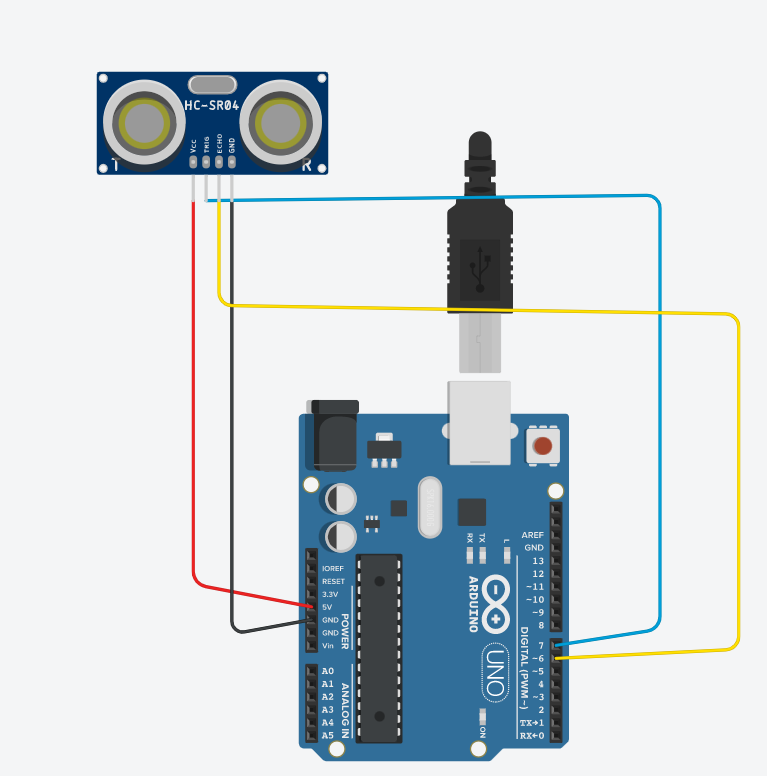 HC-SR04
Vcc
TRIG
ECHO
GND
T
R
AREF
GND
13
12
~11
~10
~9
8
7
~6
~5
4
~3
2
TX→1
RX←0
DIGITAL (PWM~)
IOREF
RESET
3.3V
5V
GND
GND
Vin
POWER
A0
A1
A2
A3
A4
A5
ANALOG IN
RX
TX
L
ARDUINO
UNO
ON